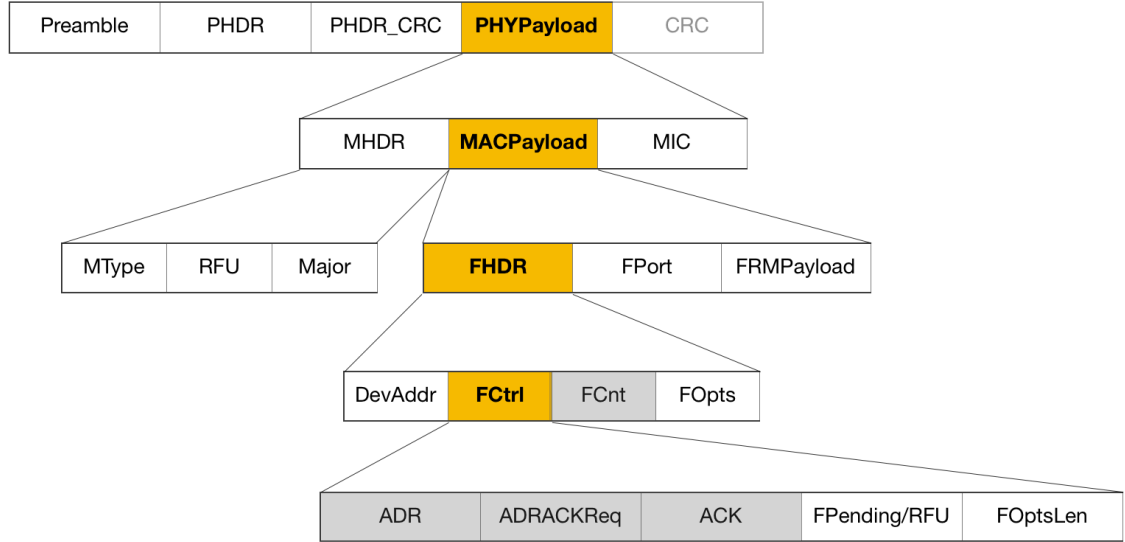 Preamble PHDR PHDR_CRC PHYPayload CRC
MHDR MACPayload MIC
MType RFU Major FHDR FPort FRMPayload
DevAddr FCtrl FCnt FOpts
ADR ADRACKReq ACK FPending/RFU FOptsLen